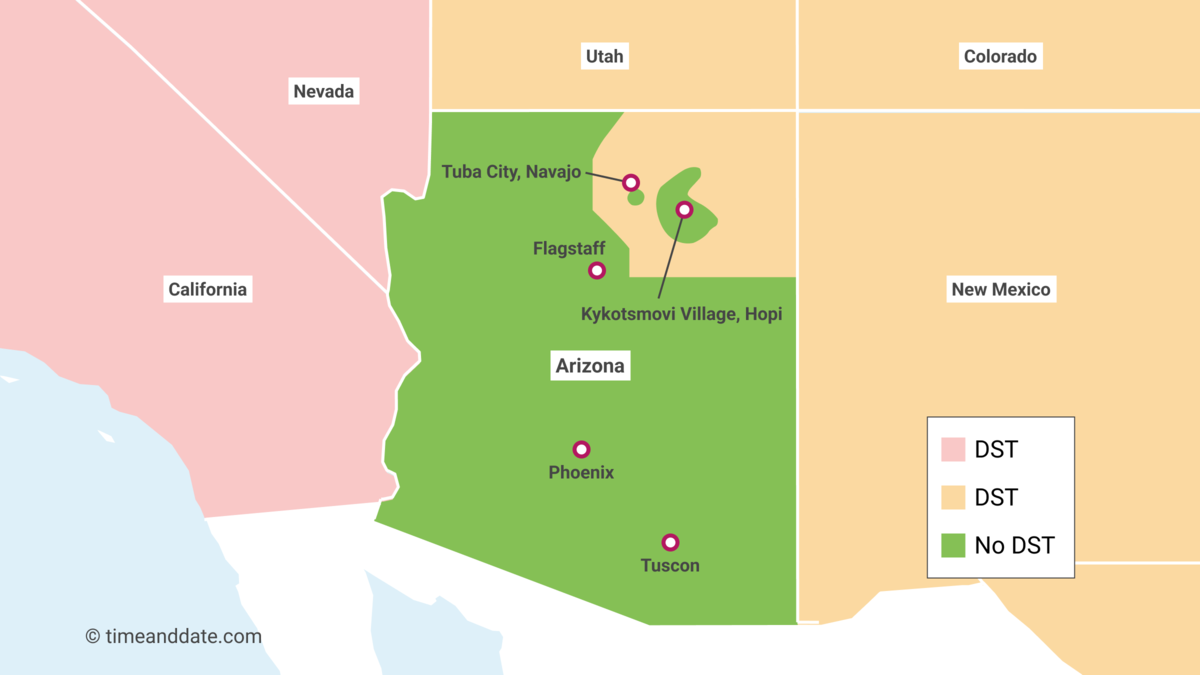 Utah
Colorado
Nevada
Tuba City, Navajo
Flagstaff
California
New Mexico
Kykotsmovi Village, Hopi
Arizona
Phoenix
Tuscon
DST
DST
No DST
© timeanddate.com